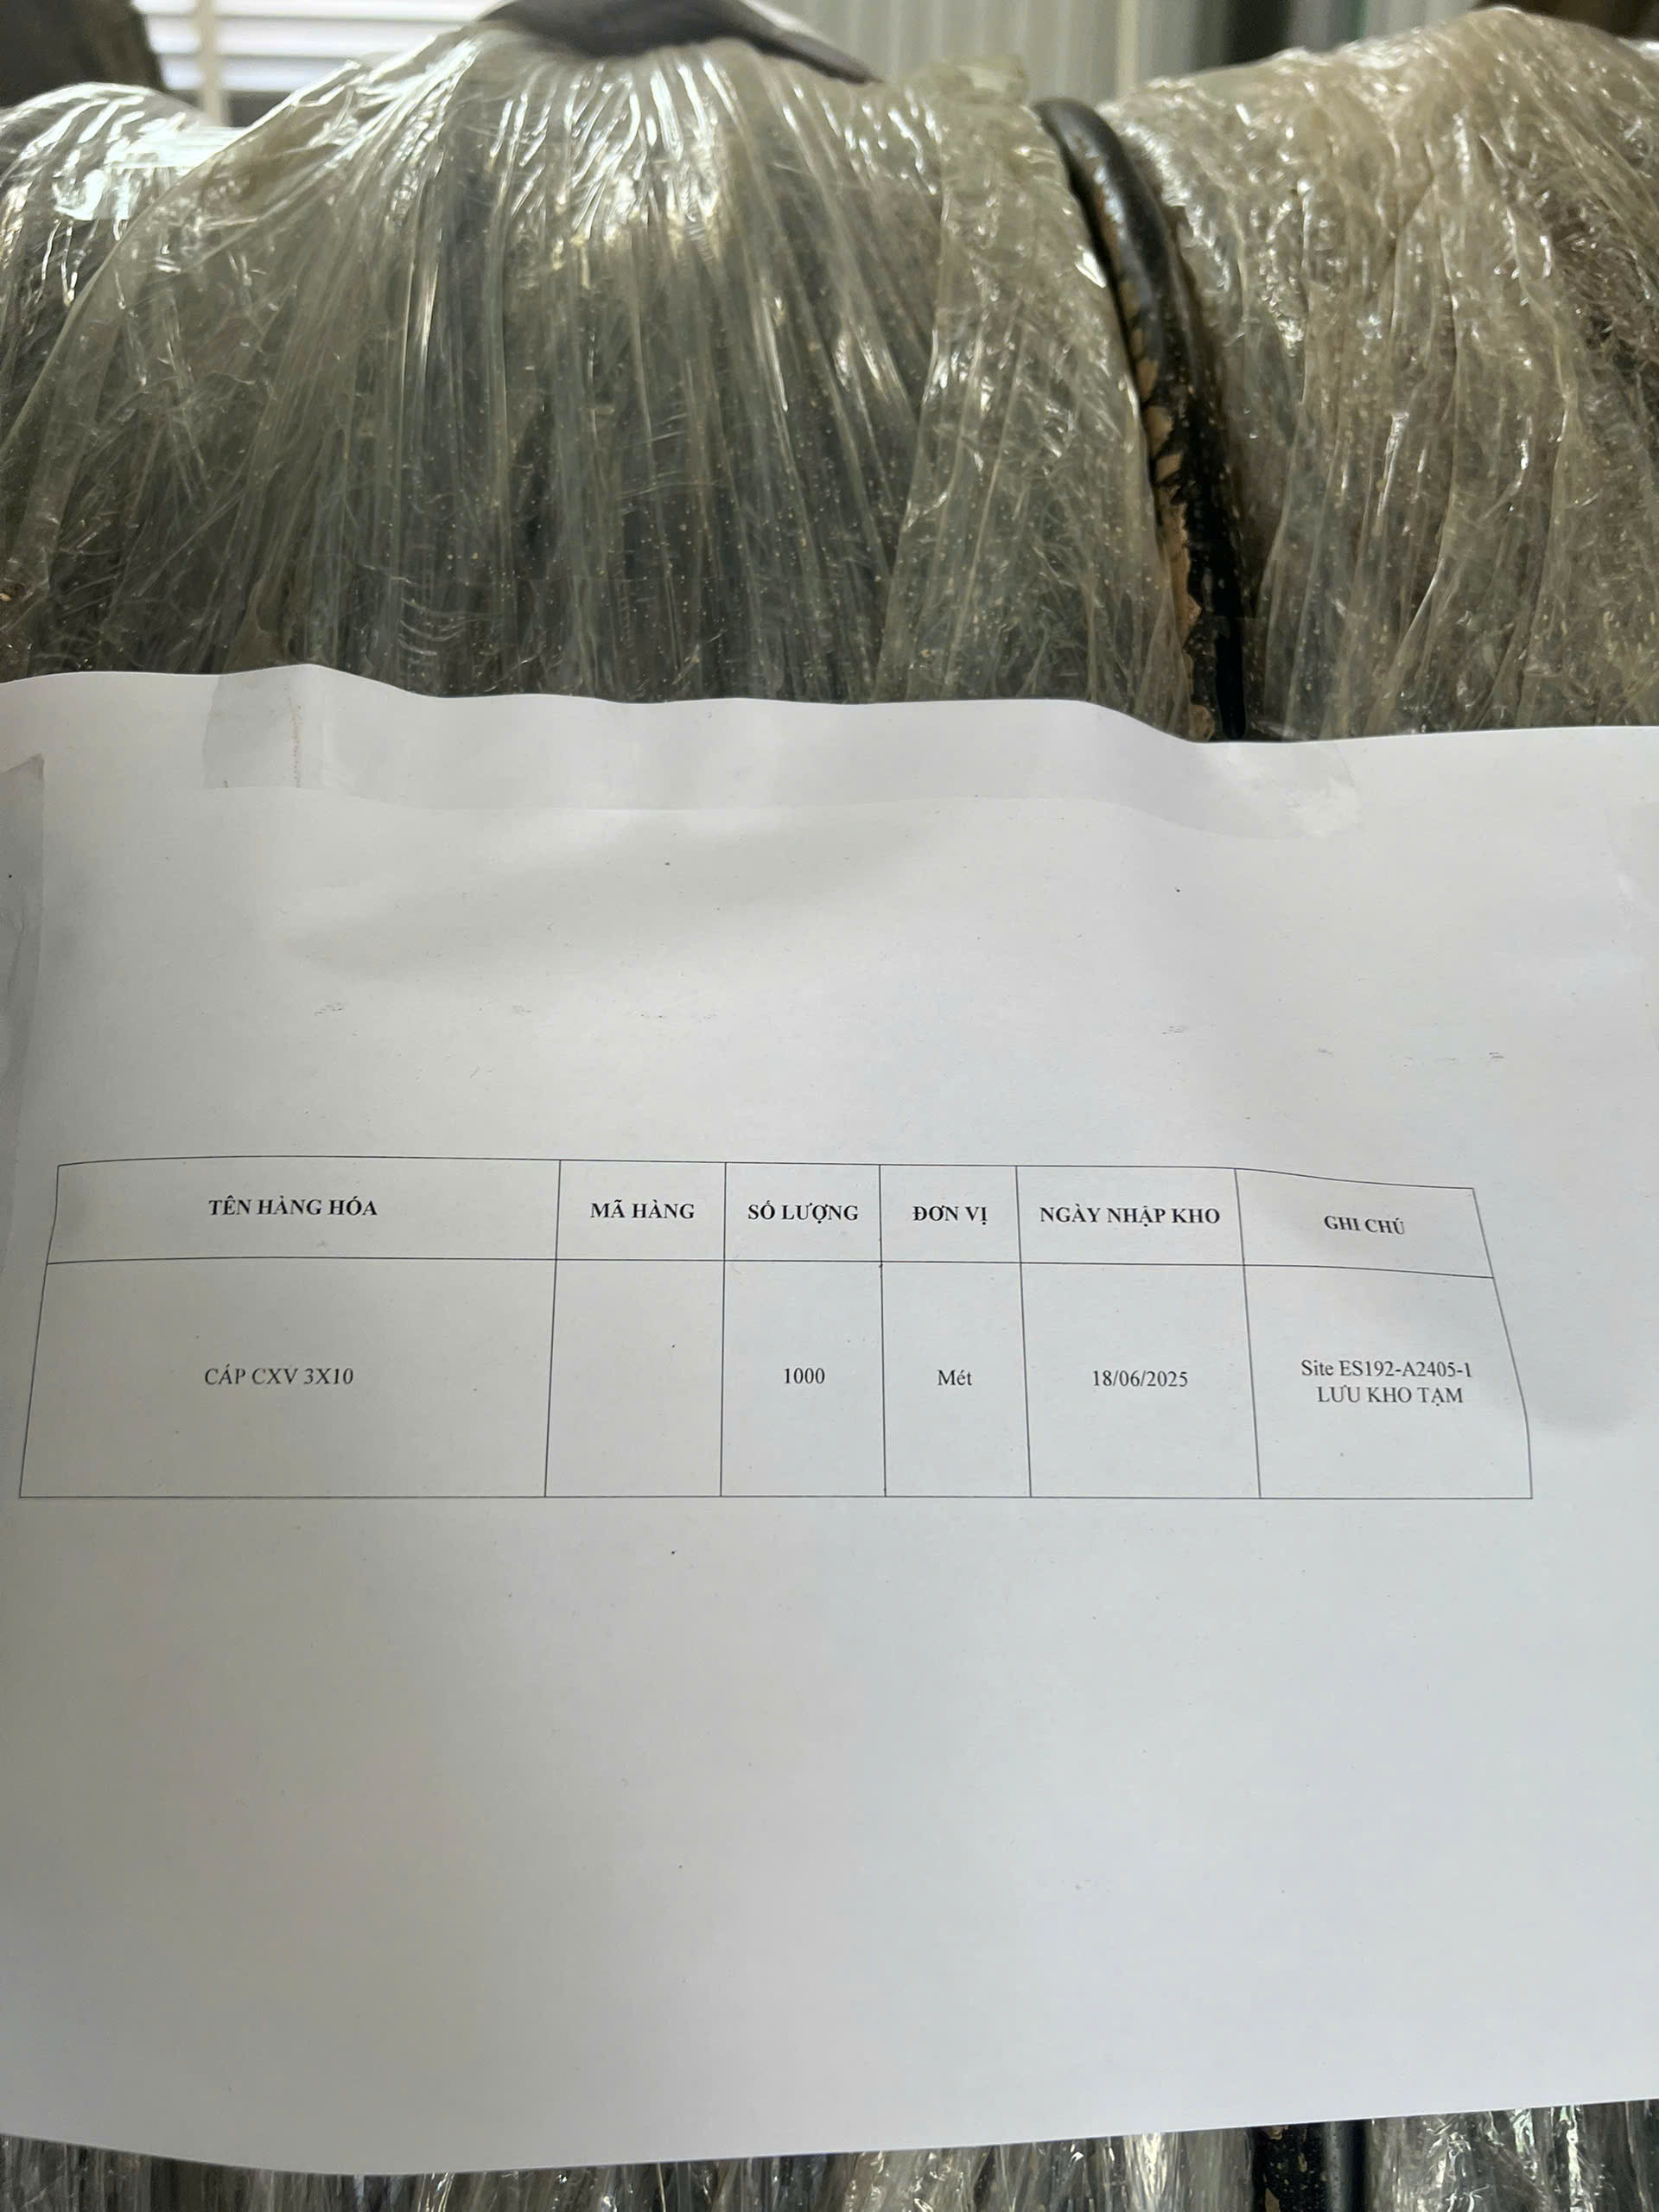 TÊN HÀNG HÓA MÃ HÀNG SỐ LƯỢNG ĐƠN VỊ NGÀY NHẬP KHO GHI CHÚ
CÁP CXV 3X10 1000 Mét 18/06/2025 Site ES192-A2405-1
LƯU KHO TẠM